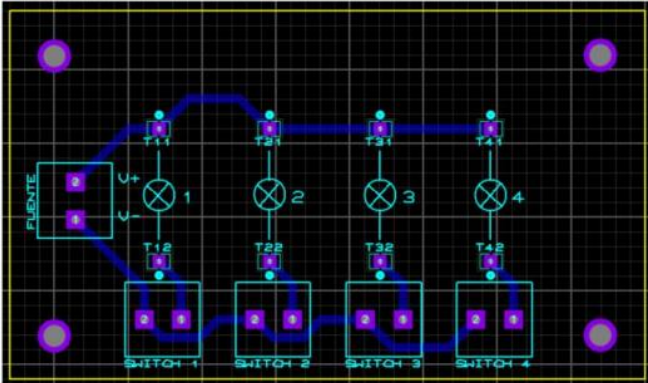 T11 T21 T31 T41
FUENTE
2 V+
1 V-
1 2 3 4
T12 T22 T32 T42
2 1 2 1 2 1 2 1
SWITCH 1 SWITCH 2 SWITCH 3 SWITCH 4